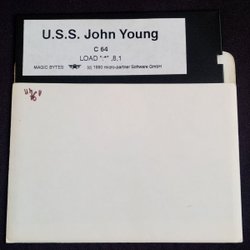 U.S.S. John Young
C 64
LOAD ":*" ,8,1
MAGIC BYTES (c) 1990 micro-partner Software GmbH